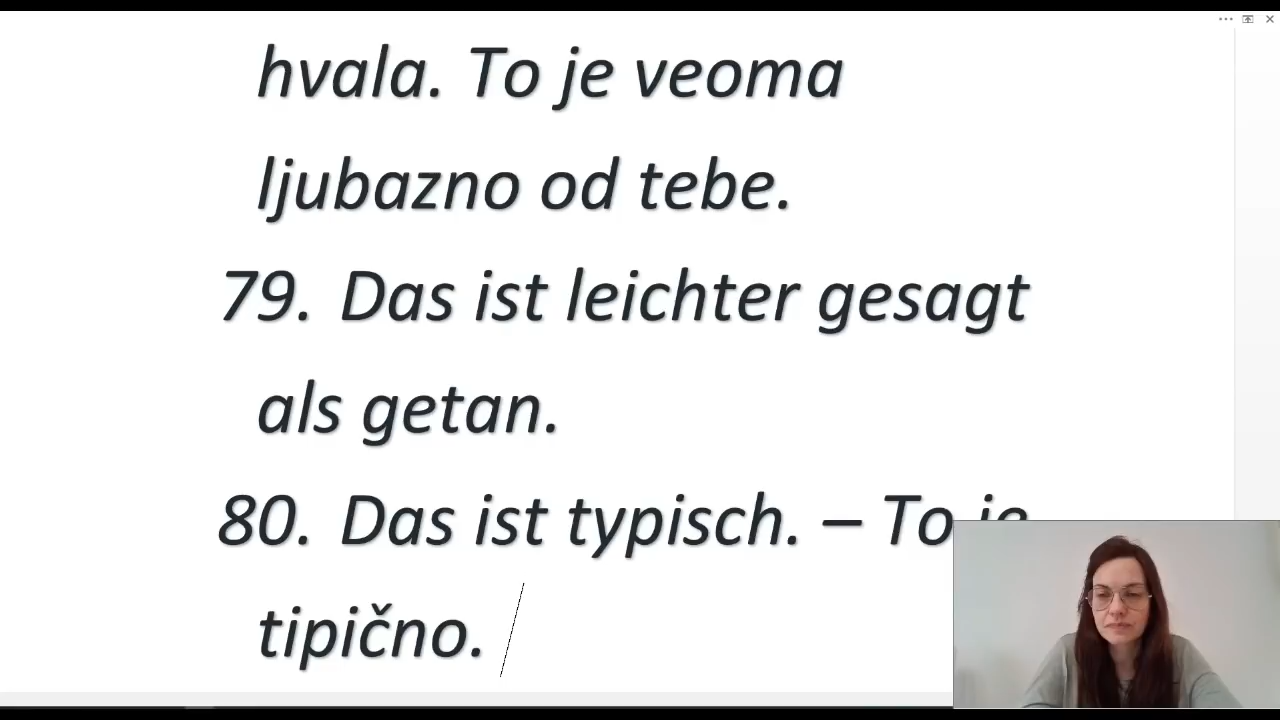 hvala. To je veoma
ljubazno od tebe.
79. Das ist leichter gesagt
als getan.
80. Das ist typisch. – To je
tipično.